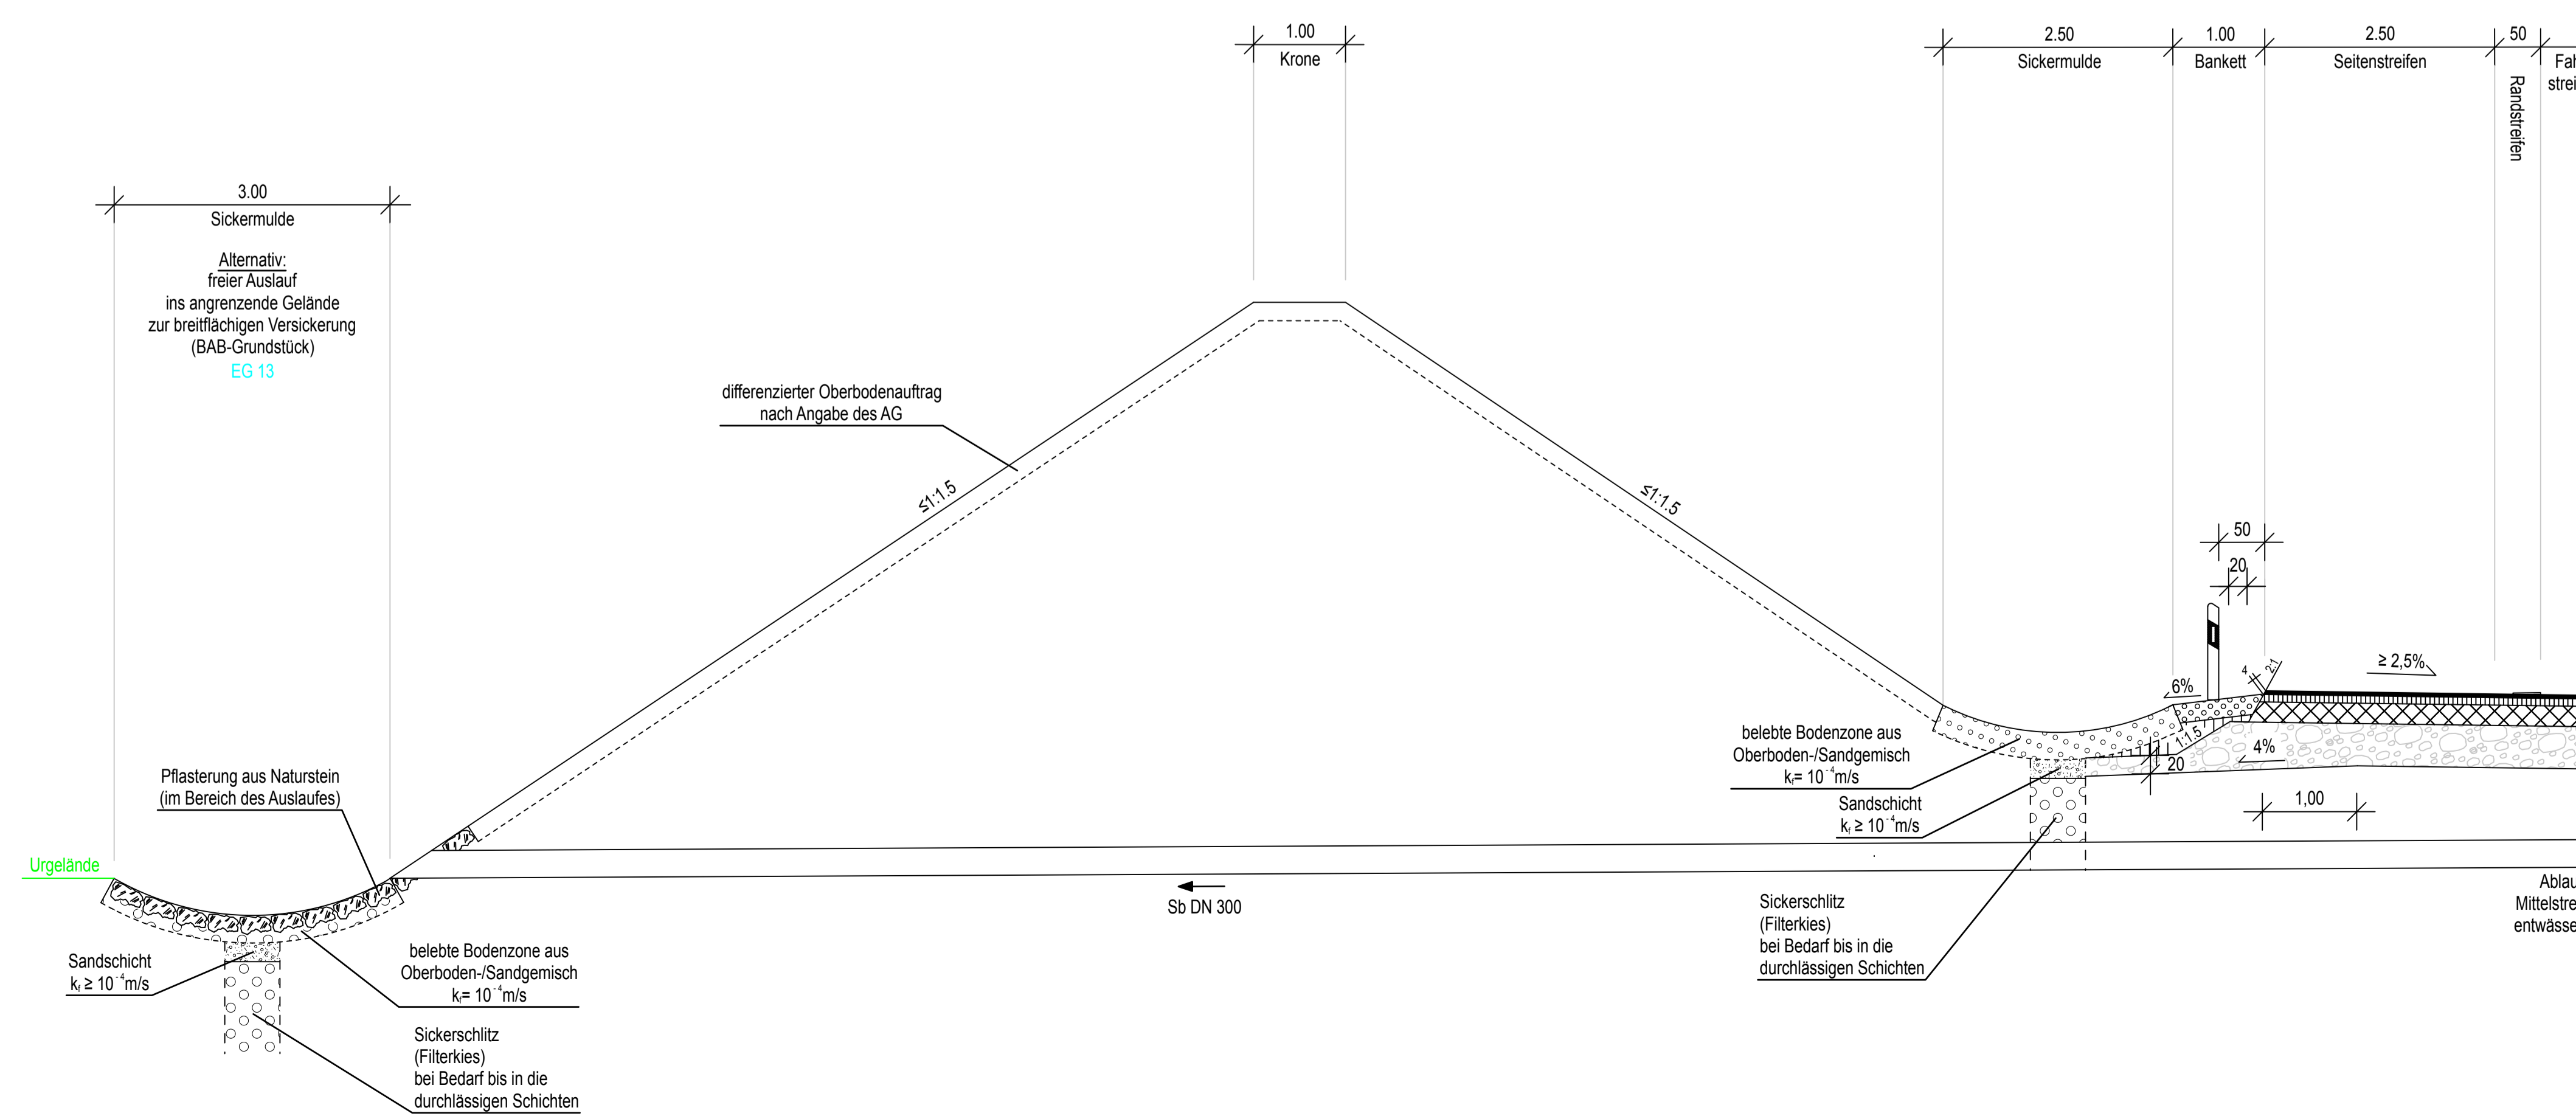 1.00
Krone
2.50
Sickermulde
1.00
Bankett
2.50
Seitenstreifen
50
Randstreifen
3.00
Sickermulde
Alternativ:
freier Auslauf
ins angrenzende Gelände
zur breitflächigen Versickerung
(BAB-Grundstück)
EG 13
differenzierter Oberbodenauftrag
nach Angabe des AG
≤1:1.5
≤1:1.5
50
20
4
2:1
6%
≥ 2,5%
1:1.5
20
4%
1,00
belebte Bodenzone aus
Oberboden-/Sandgemisch
kf= 10⁻⁴m/s
Sandschicht
kf ≥ 10⁻⁴m/s
Sickerschlitz
(Filterkies)
bei Bedarf bis in die
durchlässigen Schichten
Pflasterung aus Naturstein
(im Bereich des Auslaufes)
Urgelände
Sb DN 300
Sandschicht
kf ≥ 10⁻⁴m/s
belebte Bodenzone aus
Oberboden-/Sandgemisch
kf= 10⁻⁴m/s
Sickerschlitz
(Filterkies)
bei Bedarf bis in die
durchlässigen Schichten